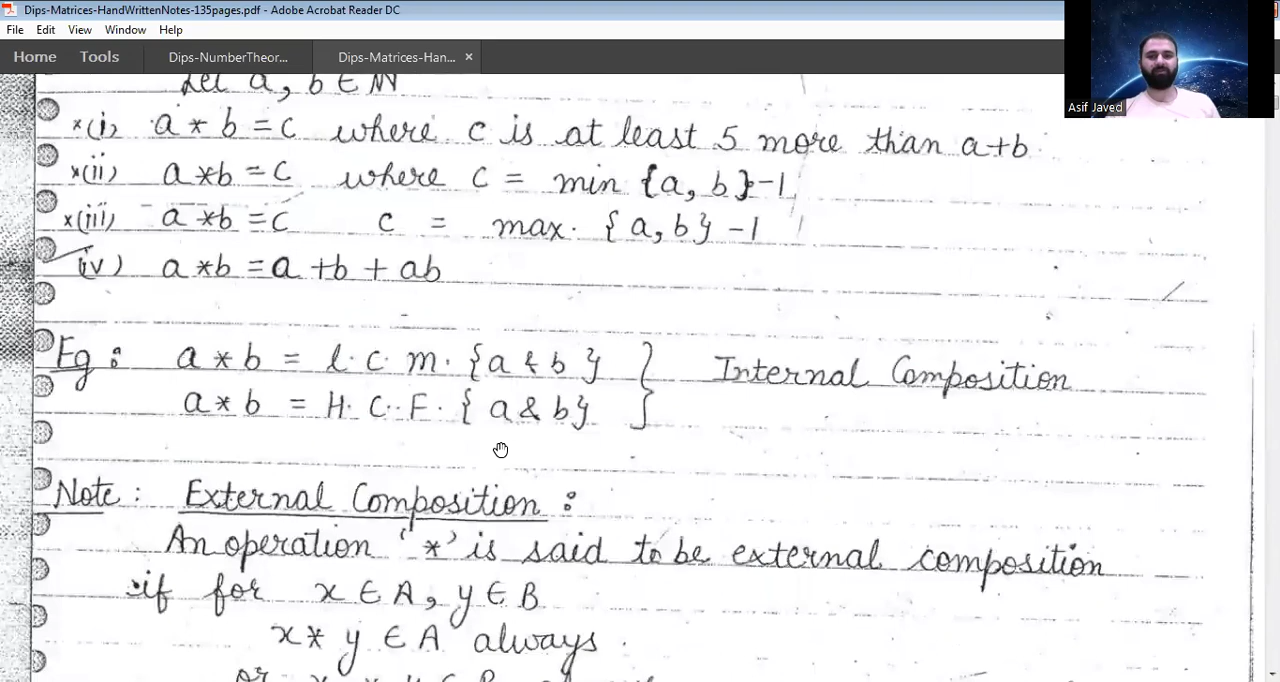 Dips-Matrices-HandWrittenNotes-135pages.pdf - Adobe Acrobat Reader DC
File Edit View Window Help
Home Tools Dips-NumberTheor... Dips-Matrices-Han... ×
Asif Javed
Let a, b ∈ N
×(i) a * b = c where c is at least 5 more than a+b.
×(ii) a * b = c where c = min {a, b} -1
×(iii) a * b = c c = max. {a, b} -1
(iv) a * b = a + b + ab
Eg: a * b = l. c. m. {a & b} } Internal Composition
a * b = H. C. F. {a & b} }
Note: External Composition :
An operation '*' is said to be external composition
if for x ∈ A, y ∈ B
x * y ∈ A always.
or